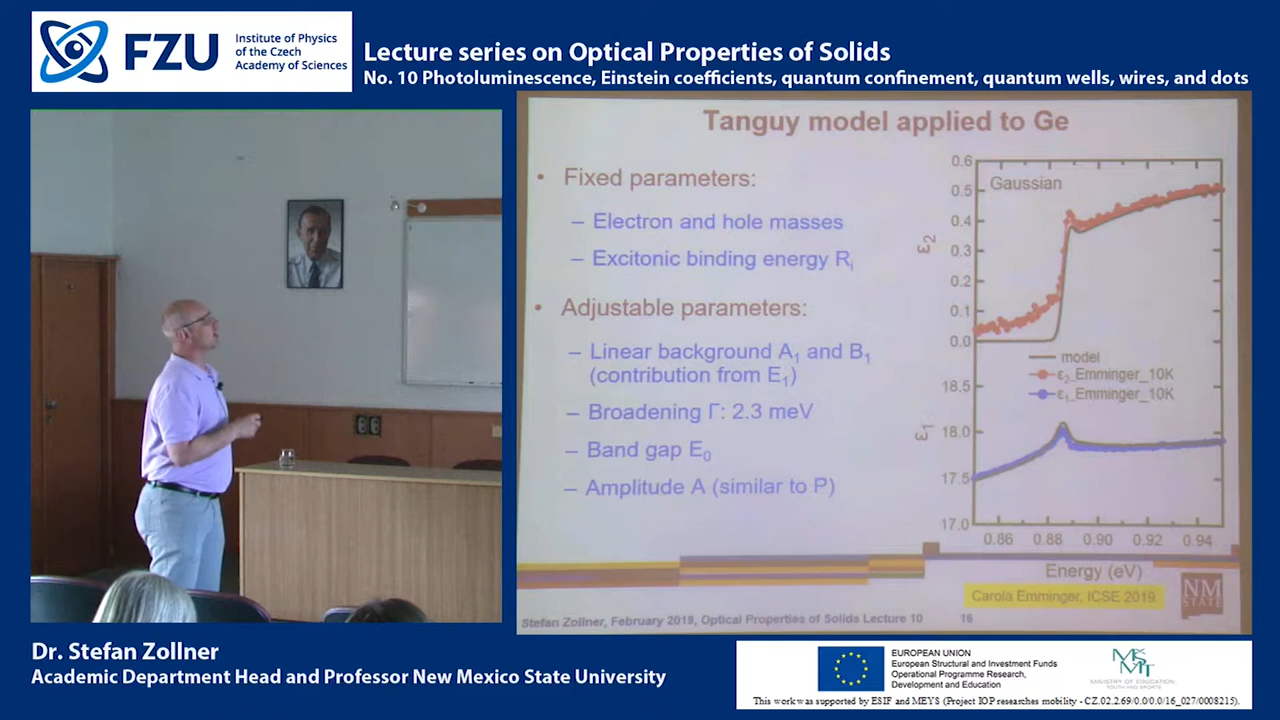 FZU
Institute of Physics
of the Czech
Academy of Sciences
Lecture series on Optical Properties of Solids
No. 10 Photoluminescence, Einstein coefficients, quantum confinement, quantum wells, wires, and dots
Tanguy model applied to Ge
• Fixed parameters:
– Electron and hole masses
– Excitonic binding energy Ri
• Adjustable parameters:
– Linear background A1 and B1
(contribution from E1)
– Broadening Γ: 2.3 meV
– Band gap E0
– Amplitude A (similar to P)
Gaussian
ε2
0.6
0.5
0.4
0.3
0.2
0.1
0.0
model
ε2_Emminger_10K
ε1_Emminger_10K
ε1
18.5
18.0
17.5
17.0
0.86 0.88 0.90 0.92 0.94
Energy (eV)
Carola Emminger, ICSE 2019
NM
STATE
Stefan Zollner, February 2019, Optical Properties of Solids Lecture 10 16
Dr. Stefan Zollner
Academic Department Head and Professor New Mexico State University
EUROPEAN UNION
European Structural and Investment Funds
Operational Programme Research,
Development and Education
MINISTRY OF EDUCATION,
YOUTH AND SPORTS
This work was supported by ESIF and MEYS (Project IOP researches mobility - CZ.02.2.69/0.0/0.0/16_027/0008215).